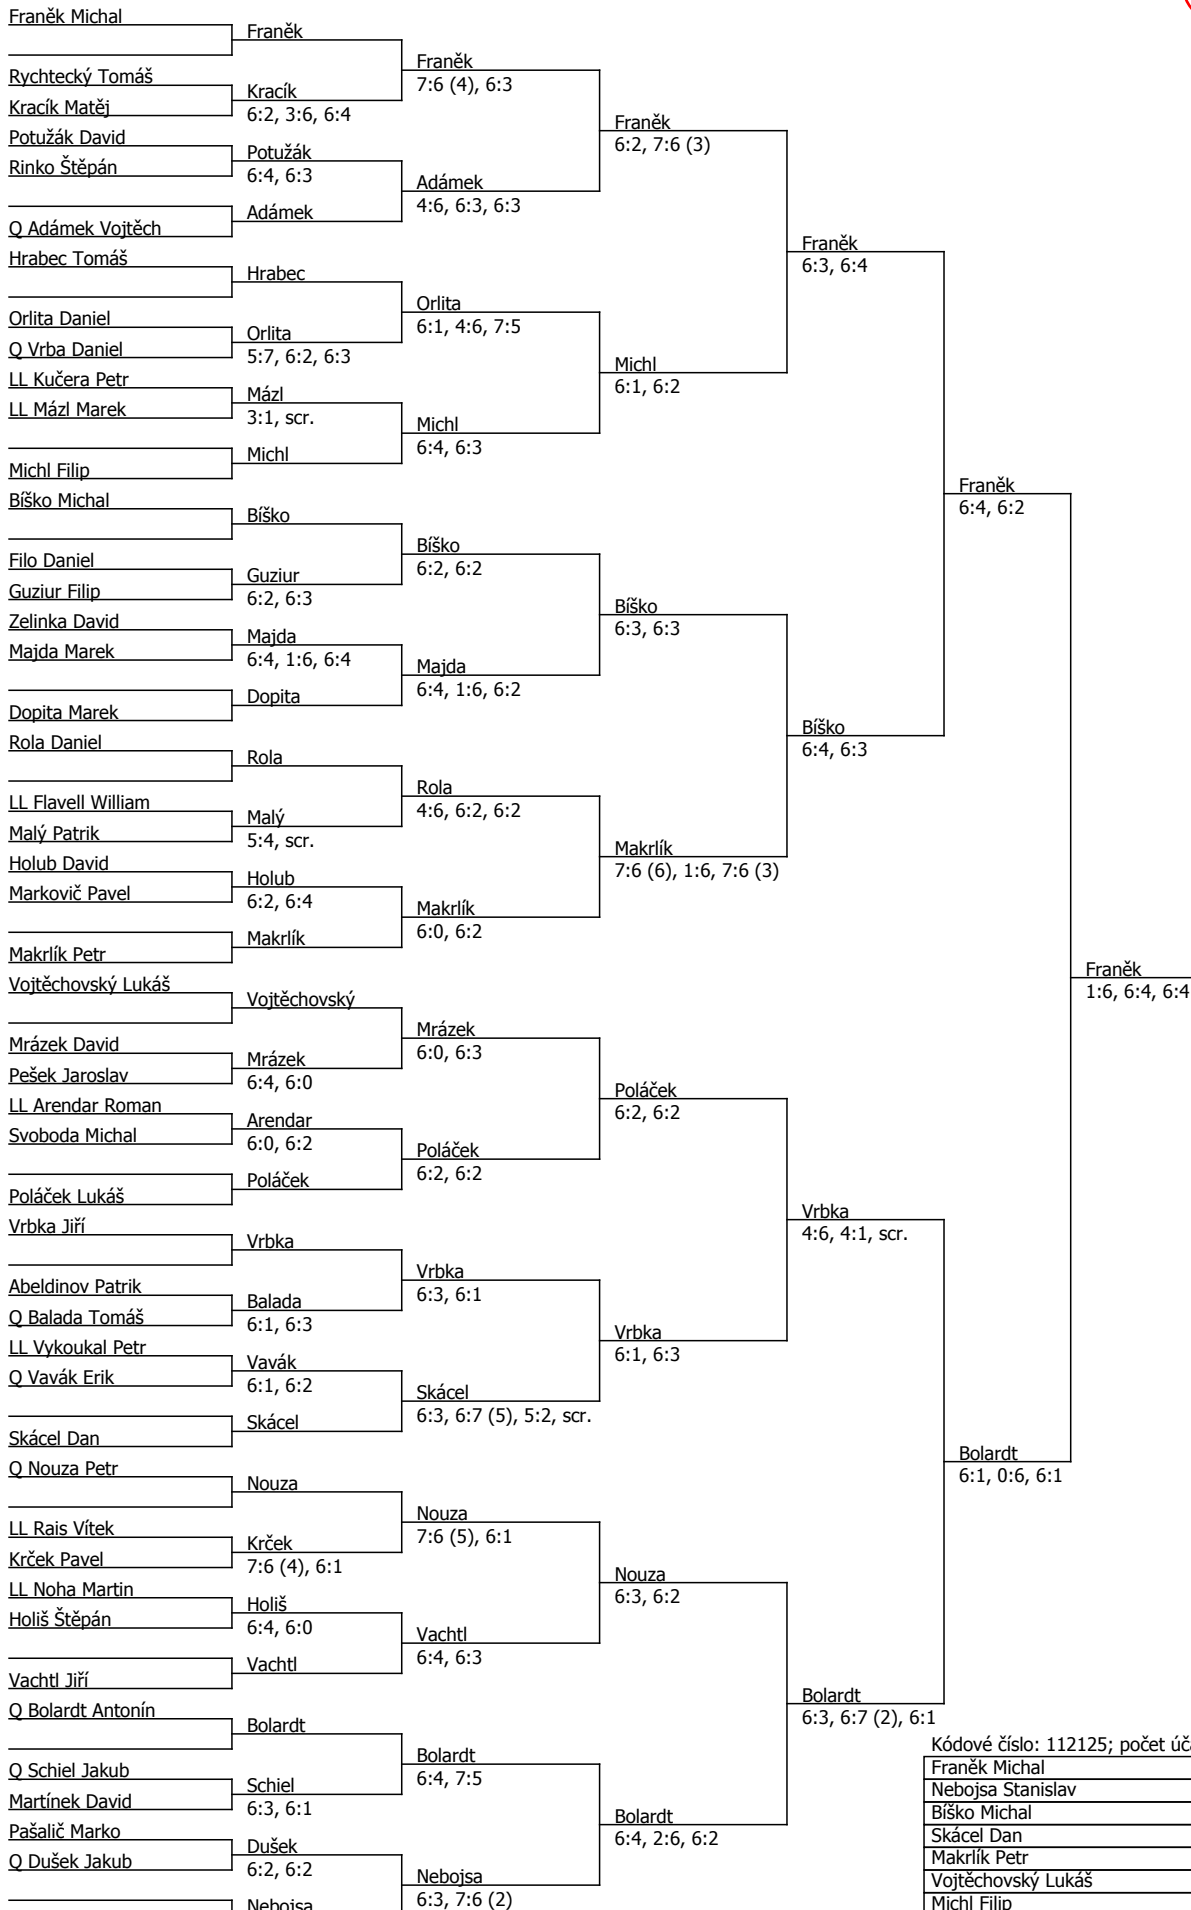 Franěk Michal
Rychtecký Tomáš
Kracík Matěj
Potužák David
Rinko Štěpán
Q Adámek Vojtěch
Hrabec Tomáš
Orlita Daniel
Q Vrba Daniel
LL Kučera Petr
LL Mázl Marek
Michl Filip
Bíško Michal
Filo Daniel
Guziur Filip
Zelinka David
Majda Marek
Dopita Marek
Rola Daniel
LL Flavell William
Malý Patrik
Holub David
Markovič Pavel
Makrlík Petr
Vojtěchovský Lukáš
Mrázek David
Pešek Jaroslav
LL Arendar Roman
Svoboda Michal
Poláček Lukáš
Vrbka Jiří
Abeldinov Patrik
Q Balada Tomáš
LL Vykoukal Petr
Q Vavák Erik
Skácel Dan
Q Nouza Petr
LL Rais Vítek
Krček Pavel
LL Noha Martin
Holiš Štěpán
Vachtl Jiří
Q Bolardt Antonín
Q Schiel Jakub
Martínek David
Pašalič Marko
Q Dušek Jakub
Franěk
Kracík
6:2, 3:6, 6:4
Potužák
6:4, 6:3
Adámek
Hrabec
Orlita
5:7, 6:2, 6:3
Mázl
3:1, scr.
Michl
Bíško
Guziur
6:2, 6:3
Majda
6:4, 1:6, 6:4
Dopita
Rola
Malý
5:4, scr.
Holub
6:2, 6:4
Makrlík
Vojtěchovský
Mrázek
6:4, 6:0
Arendar
6:0, 6:2
Poláček
Vrbka
Balada
6:1, 6:3
Vavák
6:1, 6:2
Skácel
Nouza
Krček
7:6 (4), 6:1
Holiš
6:4, 6:0
Vachtl
Bolardt
Schiel
6:3, 6:1
Dušek
6:2, 6:2
Nebojsa
Franěk
7:6 (4), 6:3
Adámek
4:6, 6:3, 6:3
Orlita
6:1, 4:6, 7:5
Michl
6:4, 6:3
Bíško
6:2, 6:2
Majda
6:4, 1:6, 6:2
Rola
4:6, 6:2, 6:2
Makrlík
6:0, 6:2
Mrázek
6:0, 6:3
Poláček
6:2, 6:2
Vrbka
6:3, 6:1
Skácel
6:3, 6:7 (5), 5:2, scr.
Nouza
7:6 (5), 6:1
Vachtl
6:4, 6:3
Bolardt
6:4, 7:5
Nebojsa
6:3, 7:6 (2)
Franěk
6:2, 7:6 (3)
Michl
6:1, 6:2
Bíško
6:3, 6:3
Makrlík
7:6 (6), 1:6, 7:6 (3)
Poláček
6:2, 6:2
Vrbka
6:1, 6:3
Nouza
6:3, 6:2
Bolardt
6:4, 2:6, 6:2
Franěk
6:3, 6:4
Bíško
6:4, 6:3
Vrbka
4:6, 4:1, scr.
Bolardt
6:3, 6:7 (2), 6:1
Franěk
6:4, 6:2
Bolardt
6:1, 0:6, 6:1
Franěk
1:6, 6:4, 6:4
Kódové číslo: 112125; počet úča
Franěk Michal
Nebojsa Stanislav
Bíško Michal
Skácel Dan
Makrlík Petr
Vojtěchovský Lukáš
Michl Filip